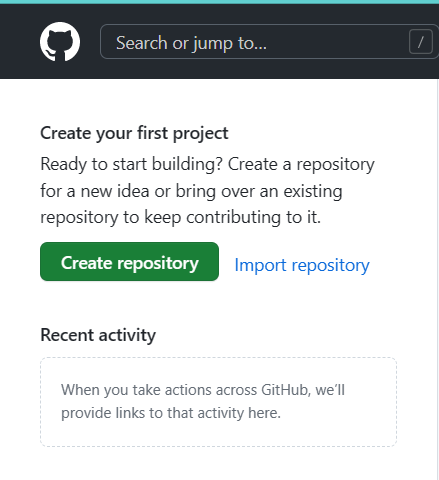 Search or jump to...
/
Create your first project
Ready to start building? Create a repository
for a new idea or bring over an existing
repository to keep contributing to it.
Create repository
Import repository
Recent activity
When you take actions across GitHub, we’ll
provide links to that activity here.